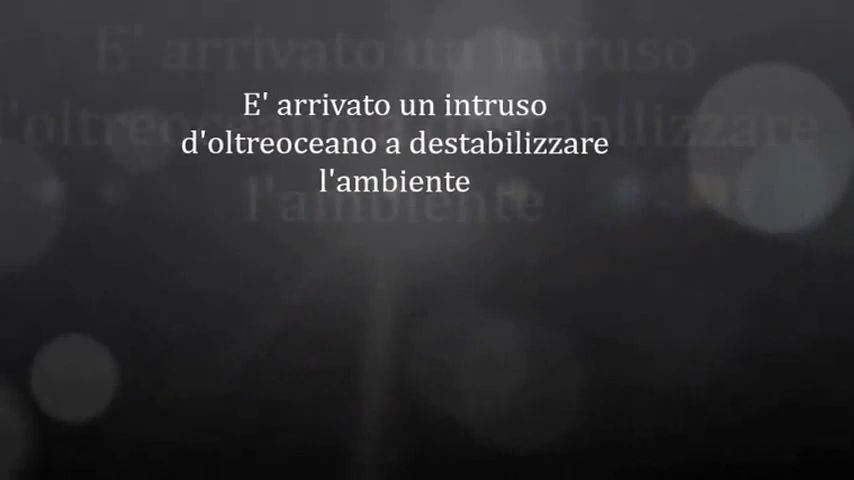 E' arrivato un intruso
d'oltreoceano a destabilizzare
l'ambiente